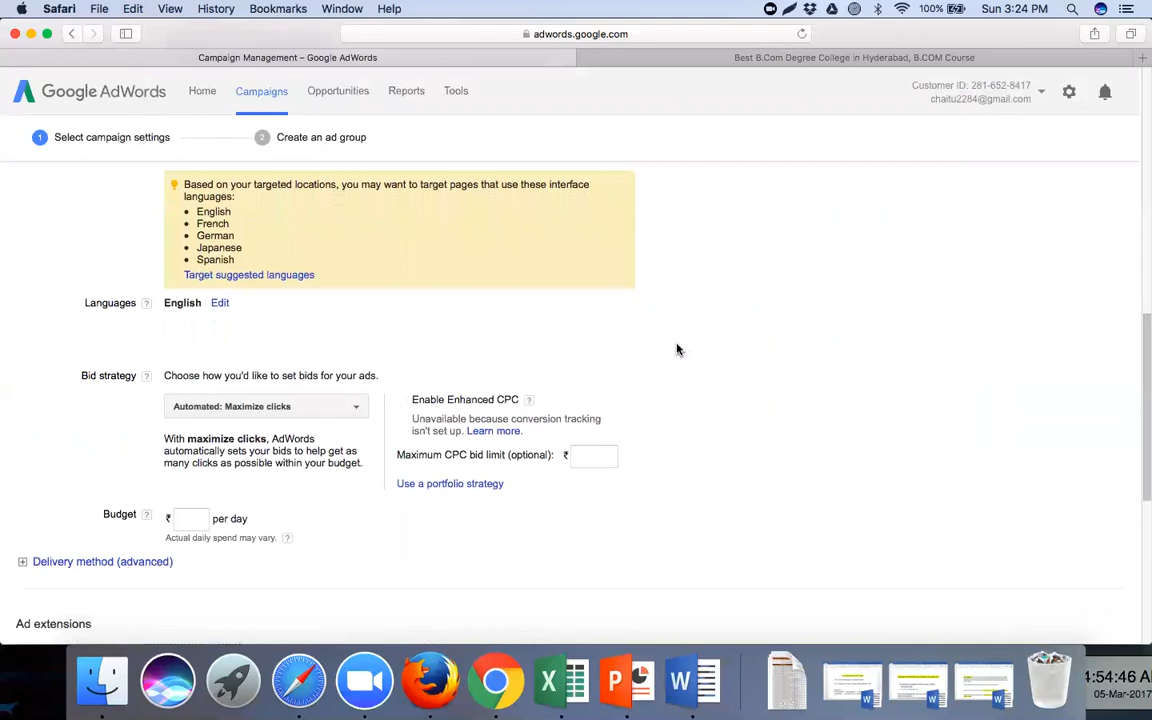 Safari File Edit View History Bookmarks Window Help 100% Sun 3:24 PM
adwords.google.com
Campaign Management – Google AdWords Best B.Com Degree College in Hyderabad, B.COM Course
Google AdWords Home Campaigns Opportunities Reports Tools Customer ID: 281-652-8417
chaitu2284@gmail.com
1 Select campaign settings 2 Create an ad group
Based on your targeted locations, you may want to target pages that use these interface
languages:
• English
• French
• German
• Japanese
• Spanish
Target suggested languages
Languages ? English Edit
Bid strategy ? Choose how you'd like to set bids for your ads.
Automated: Maximize clicks
With maximize clicks, AdWords
automatically sets your bids to help get as
many clicks as possible within your budget.
Enable Enhanced CPC ?
Unavailable because conversion tracking
isn't set up. Learn more.
Maximum CPC bid limit (optional): ₹
Use a portfolio strategy
Budget ? ₹ per day
Actual daily spend may vary. ?
Delivery method (advanced)
Ad extensions
X P W W W W
4:54:46 A
05-Mar-2017